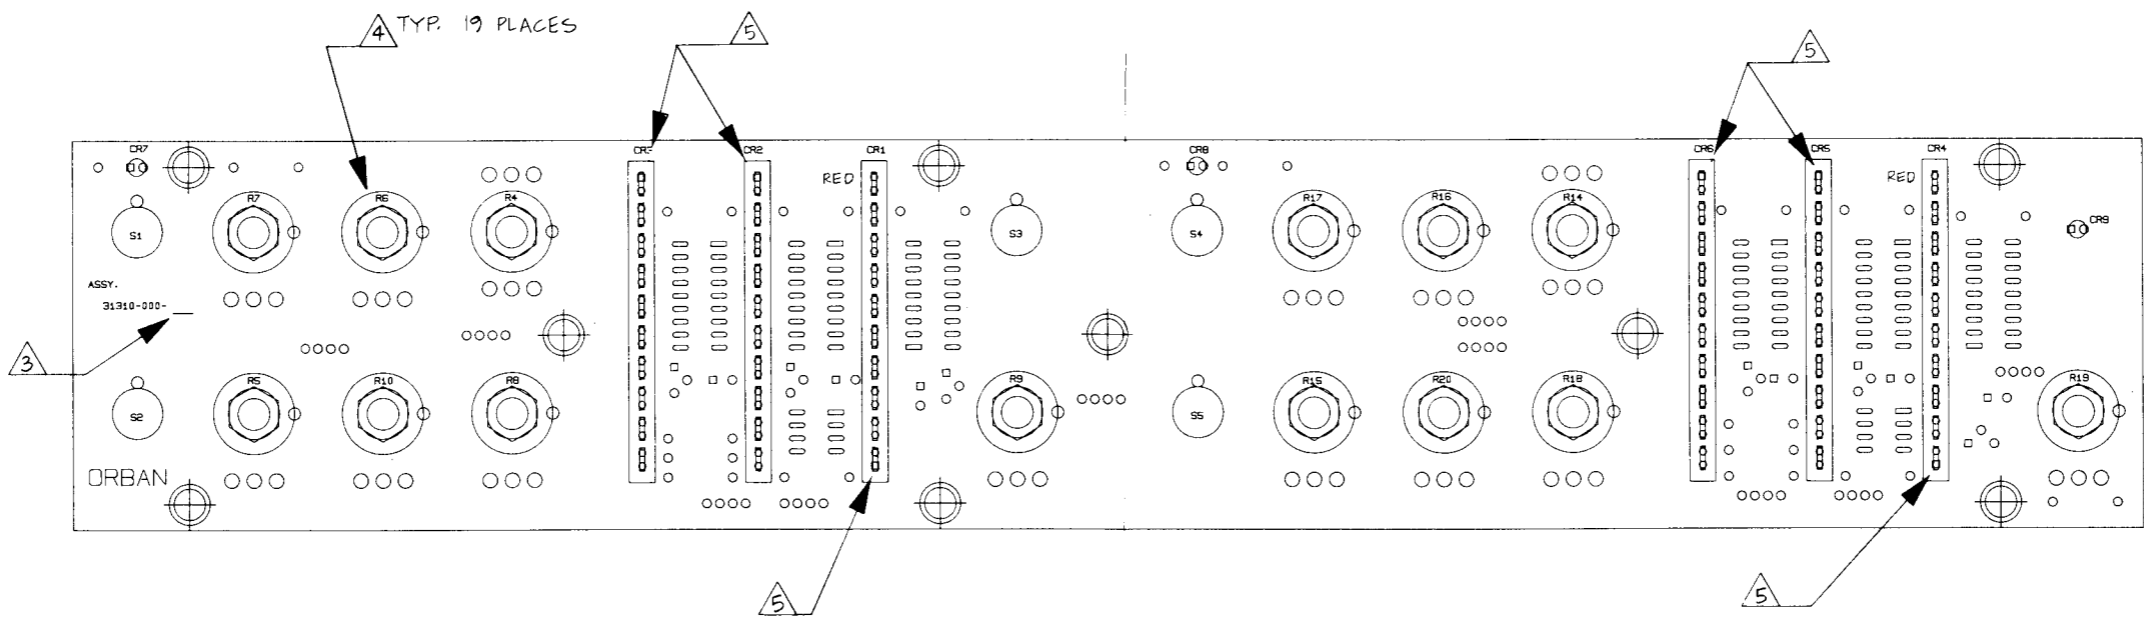 4 TYP. 19 PLACES
5
5
CR7
CR2
CR1
CR8
CR6
CR5
CR4
RED
RED
R7
R6
R4
R17
R16
R14
S1
S3
S4
CR9
ASSY.
31310-000-
3
R5
R10
R8
R9
R15
R20
R18
R19
S2
S5
ORBAN
5
5